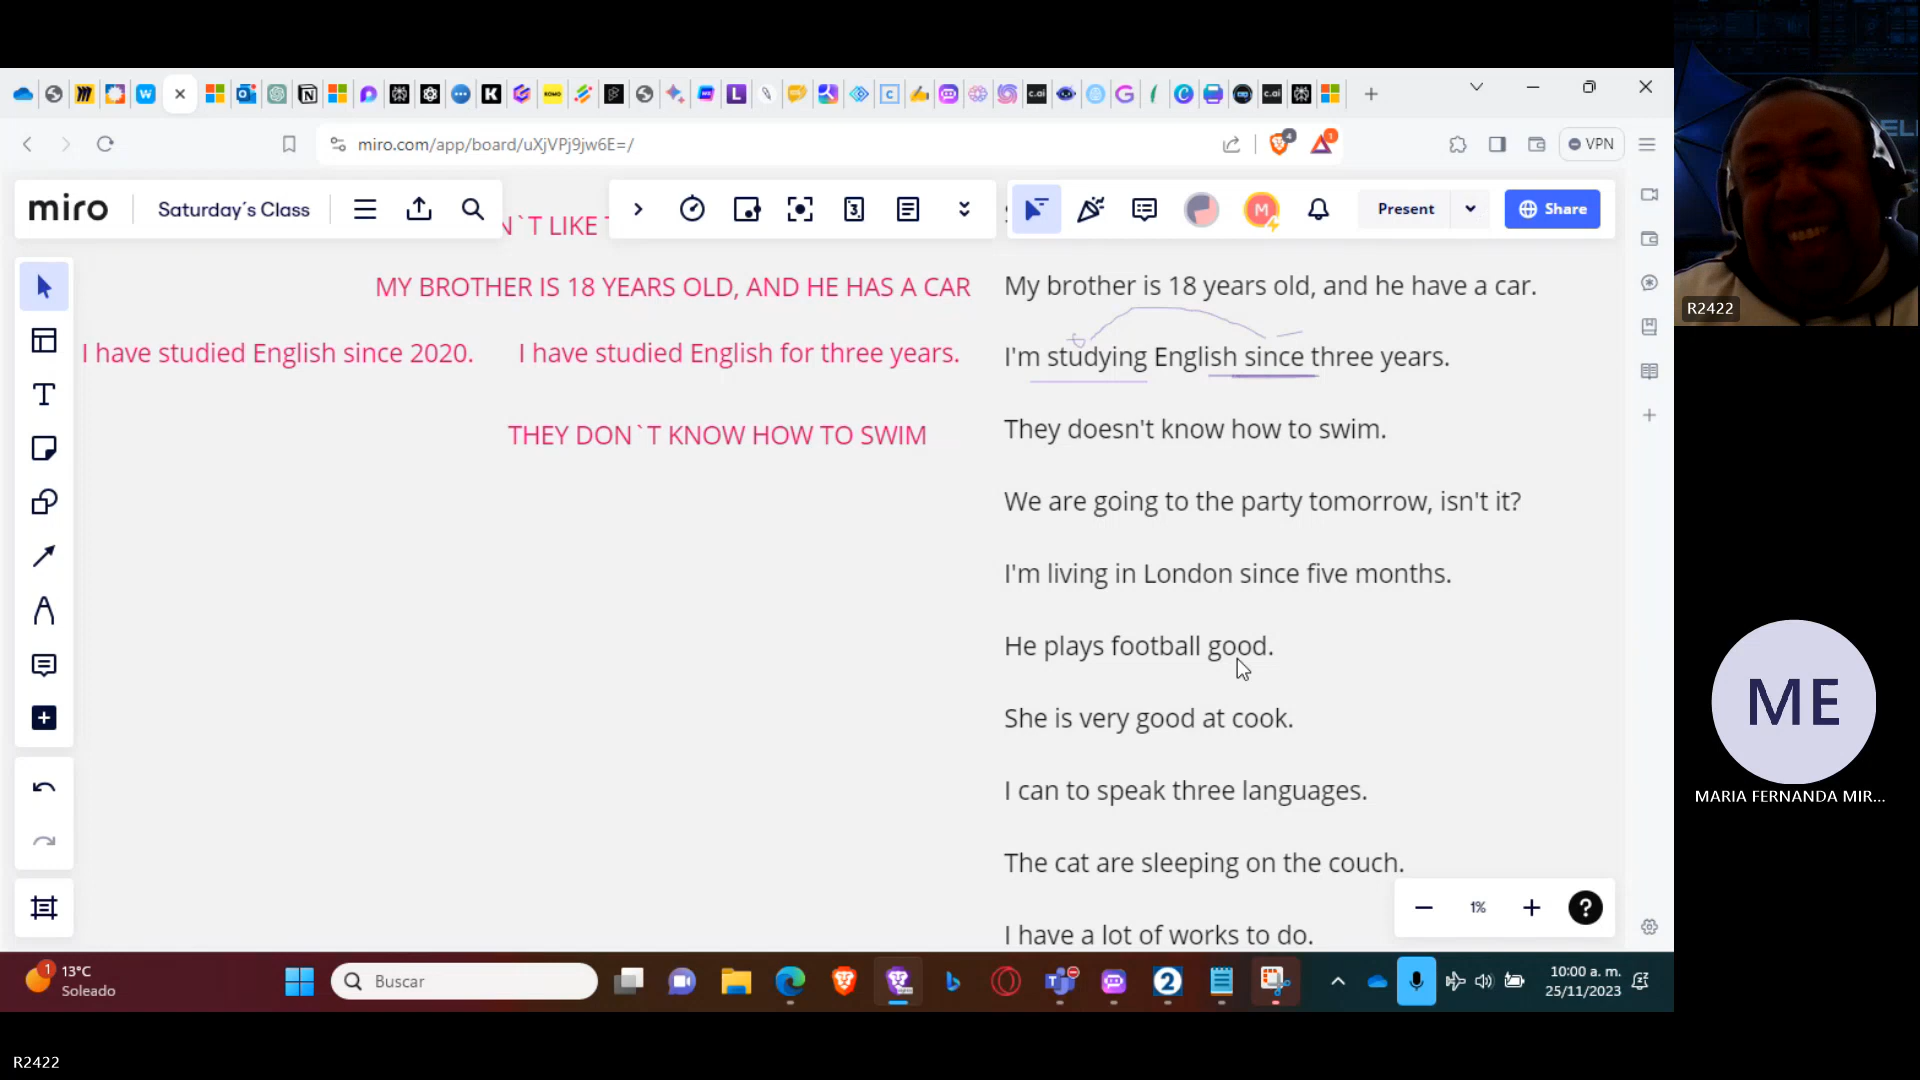 miro.com/app/board/uXjVPj9jw6E=/
4
1
VPN
miro
Saturday´s Class
N`T LIKE
3
M
Present
Share
MY BROTHER IS 18 YEARS OLD, AND HE HAS A CAR
My brother is 18 years old, and he have a car.
I have studied English since 2020.
I have studied English for three years.
I'm studying English since three years.
THEY DON`T KNOW HOW TO SWIM
They doesn't know how to swim.
We are going to the party tomorrow, isn't it?
I'm living in London since five months.
He plays football good.
She is very good at cook.
I can to speak three languages.
The cat are sleeping on the couch.
I have a lot of works to do.
1%
?
1
13°C
Soleado
Buscar
10:00 a. m.
25/11/2023
R2422
ME
MARIA FERNANDA MIR...
R2422